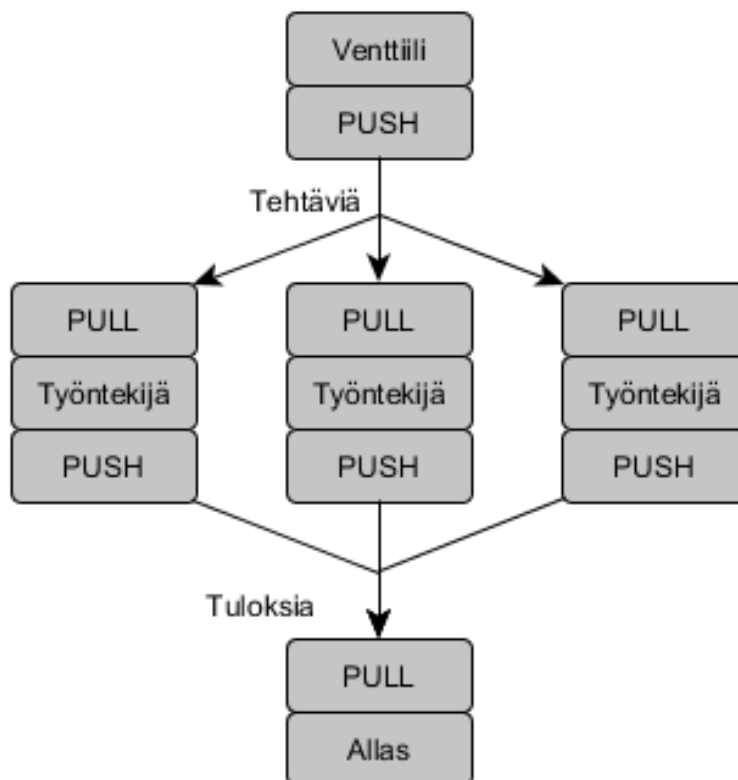 Venttiili
PUSH
Tehtäviä
PULL
PULL
PULL
Työntekijä
Työntekijä
Työntekijä
PUSH
PUSH
PUSH
Tuloksia
PULL
Allas